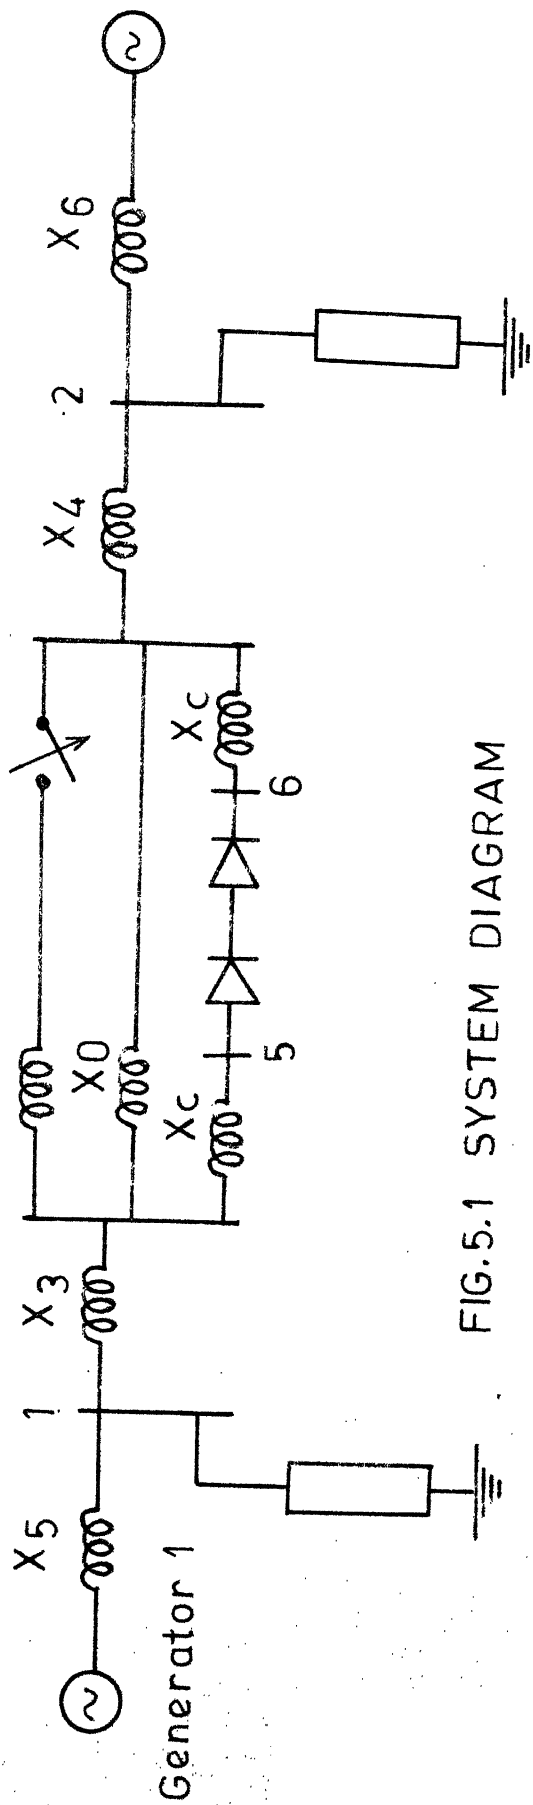 Generator 1
X5
1
X3
X0
Xc
5
6
Xc
X4
2
X6
FIG.5.1 SYSTEM DIAGRAM